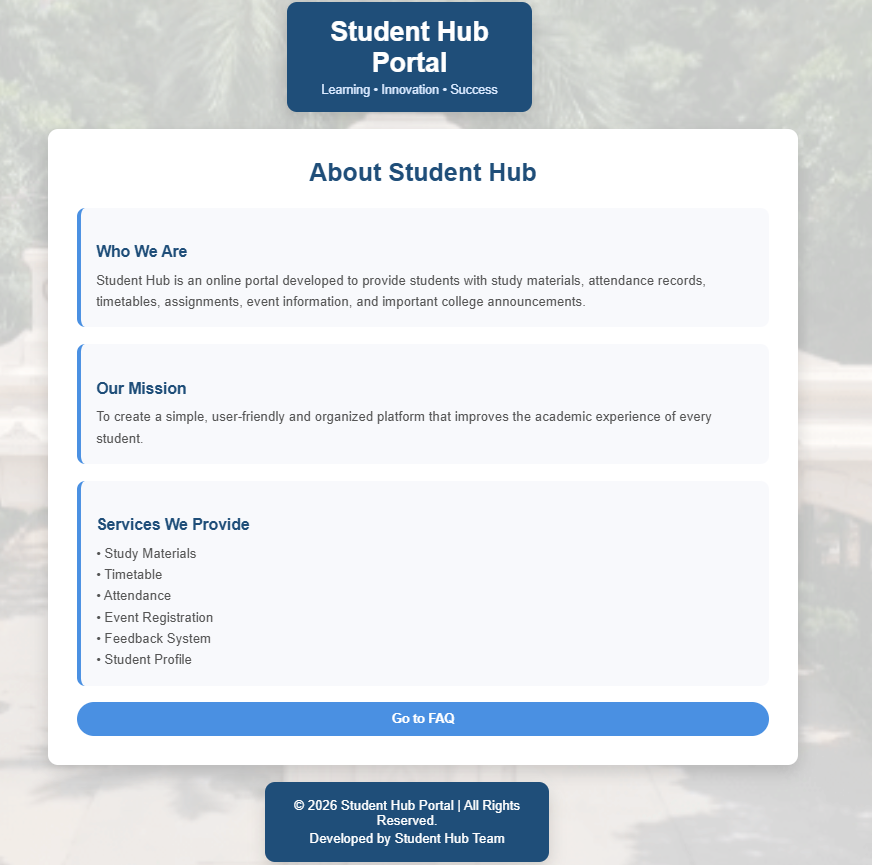 Student Hub
Portal
Learning • Innovation • Success
About Student Hub
Who We Are
Student Hub is an online portal developed to provide students with study materials, attendance records,
timetables, assignments, event information, and important college announcements.
Our Mission
To create a simple, user-friendly and organized platform that improves the academic experience of every
student.
Services We Provide
• Study Materials
• Timetable
• Attendance
• Event Registration
• Feedback System
• Student Profile
Go to FAQ
© 2026 Student Hub Portal | All Rights
Reserved.
Developed by Student Hub Team